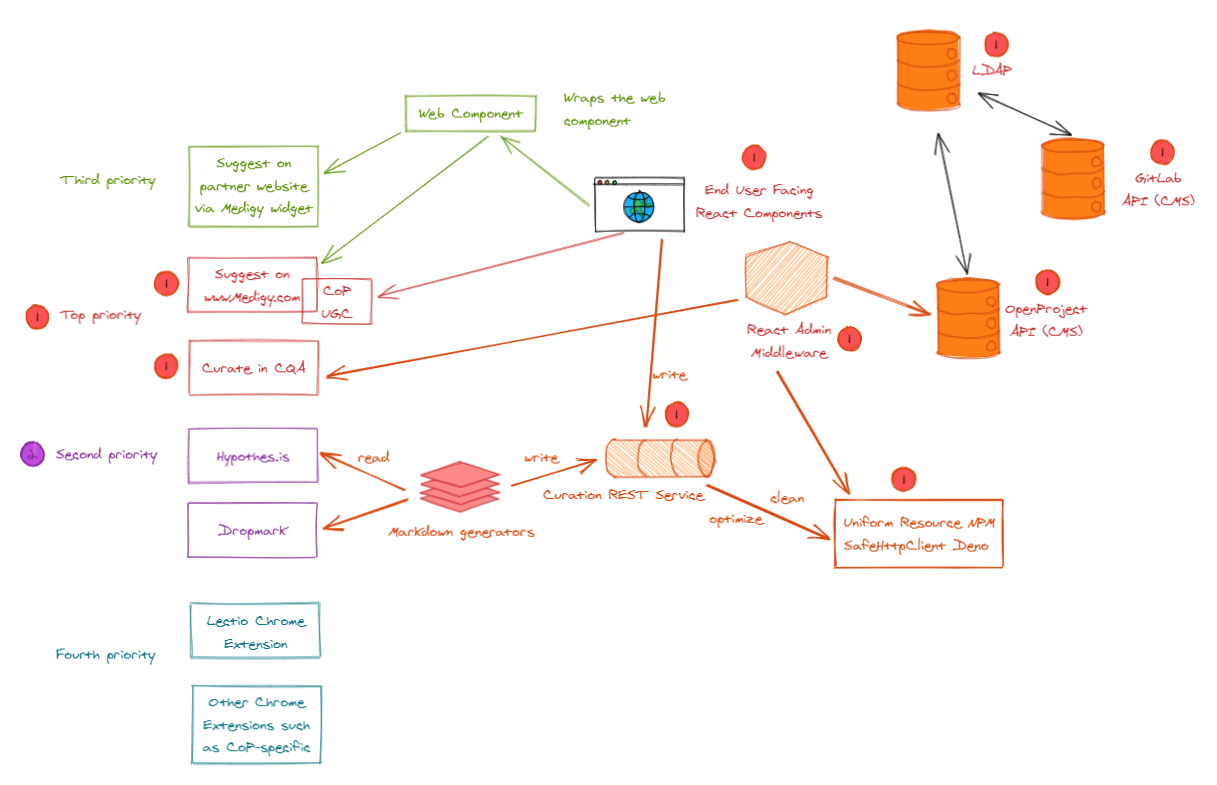 1
LDAP
Web Component
Wraps the web
component
Suggest on
partner website
via Medigy widget
Third priority
1
End User Facing
React Components
1
GitLab
API (CMS)
1
Suggest on
www.Medigy.com
CoP
UGC
1
Top priority
1
OpenProject
API (CMS)
React Admin
Middleware
1
1
Curate in CQA
write
1
2
Second priority
Hypothes.is
read
write
Curation REST Service
clean
optimize
1
Uniform Resource NPM
SafeHttpClient Deno
Dropmark
Markdown generators
Lectio Chrome
Extension
Fourth priority
Other Chrome
Extensions such
as CoP-specific